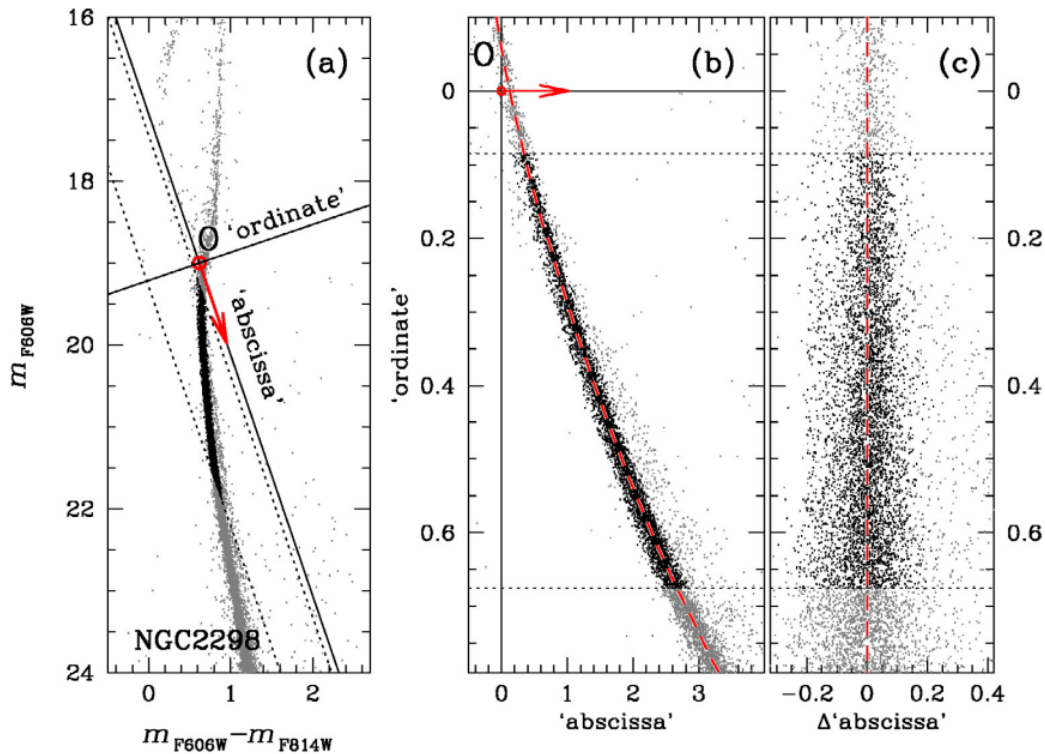 (a)
16
18
20
22
24
m F606W
O 'ordinate'
'abscissa'
NGC2298
0 1 2
m F606W−m F814W
(b)
O
0
0.2
0.4
0.6
'ordinate'
0 1 2 3
'abscissa'
(c)
0
0.2
0.4
0.6
−0.2 0 0.2 0.4
Δ'abscissa'